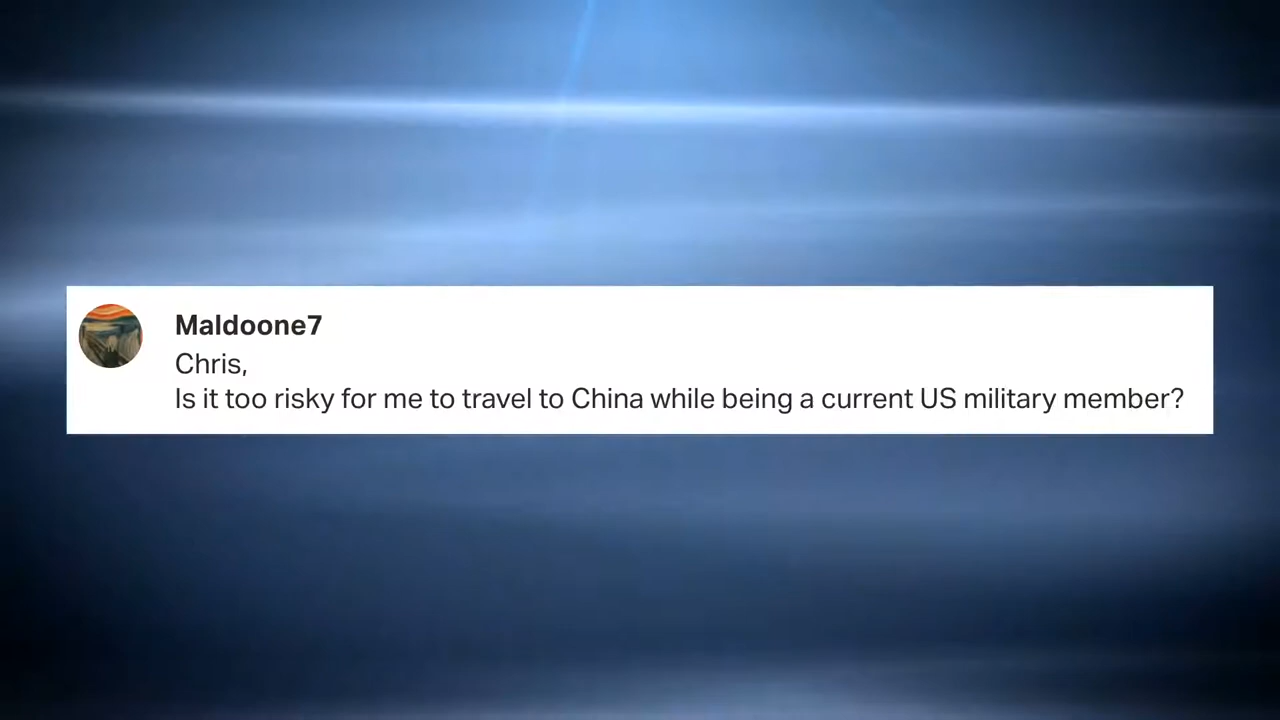 Maldoone7
Chris,
Is it too risky for me to travel to China while being a current US military member?